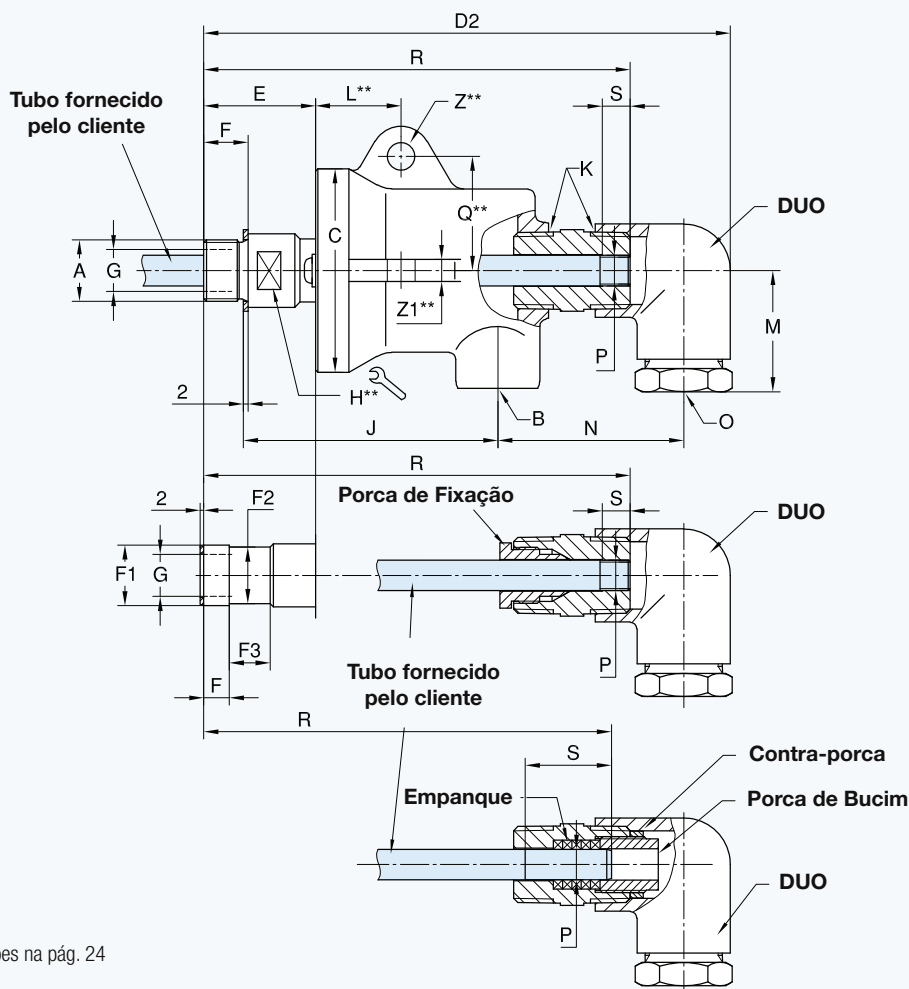 D2
R
Tubo fornecido
pelo cliente
E
L**
S
F
Z**
K
DUO
Q**
C
A
G
Z1**
M
P
2
H**
B
O
J
N
R
Porca de Fixação
2
F2
S
DUO
F1
G
F3
P
F
Tubo fornecido
pelo cliente
R
S
Contra-porca
Empanque
Porca de Bucim
DUO
P
na pág. 24